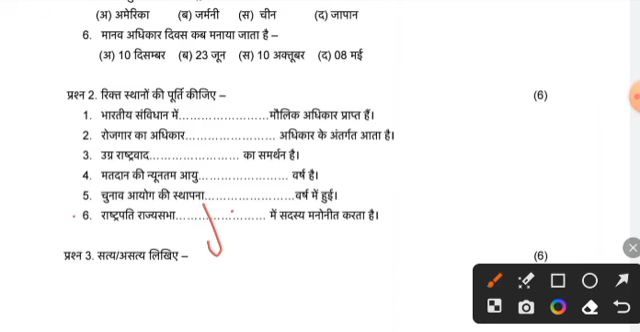 (अ) अमेरिका (ब) जर्मनी (स) चीन (द) जापान
6. मानव अधिकार दिवस कब मनाया जाता है –
(अ) 10 दिसम्बर (ब) 23 जून (स) 10 अक्तूबर (द) 08 मई
प्रश्न 2. रिक्त स्थानों की पूर्ति कीजिए – (6)
1. भारतीय संविधान में........................मौलिक अधिकार प्राप्त हैं।
2. रोजगार का अधिकार........................ अधिकार के अंतर्गत आता है।
3. उग्र राष्ट्रवाद........................ का समर्थन है।
4. मतदान की न्यूनतम आयु........................ वर्ष है।
5. चुनाव आयोग की स्थापना........................वर्ष में हुई।
6. राष्ट्रपति राज्यसभा........................ में सदस्य मनोनीत करता है।
प्रश्न 3. सत्य/असत्य लिखिए – (6)